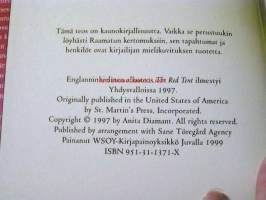 Tämä teos on kaunokirjallisuutta. Vaikka se perustuukin
löyhästi Raamatun kertomuksiin, sen tapahtumat ja
henkilöt ovat kirjailijan mielikuvituksen tuotetta.
Englanninkielinen alkuteos The Red Tent ilmestyi
Yhdysvalloissa 1997.
Originally published in the United States of America
by St. Martin's Press, Incorporated.
Copyright © 1997 by Anita Diamant. All rights reserved.
Published by arrangement with Sane Töregård Agency
Painanut WSOY-Kirjapainoyksikkö Juvalla 1999
ISBN 951-31-1371-X